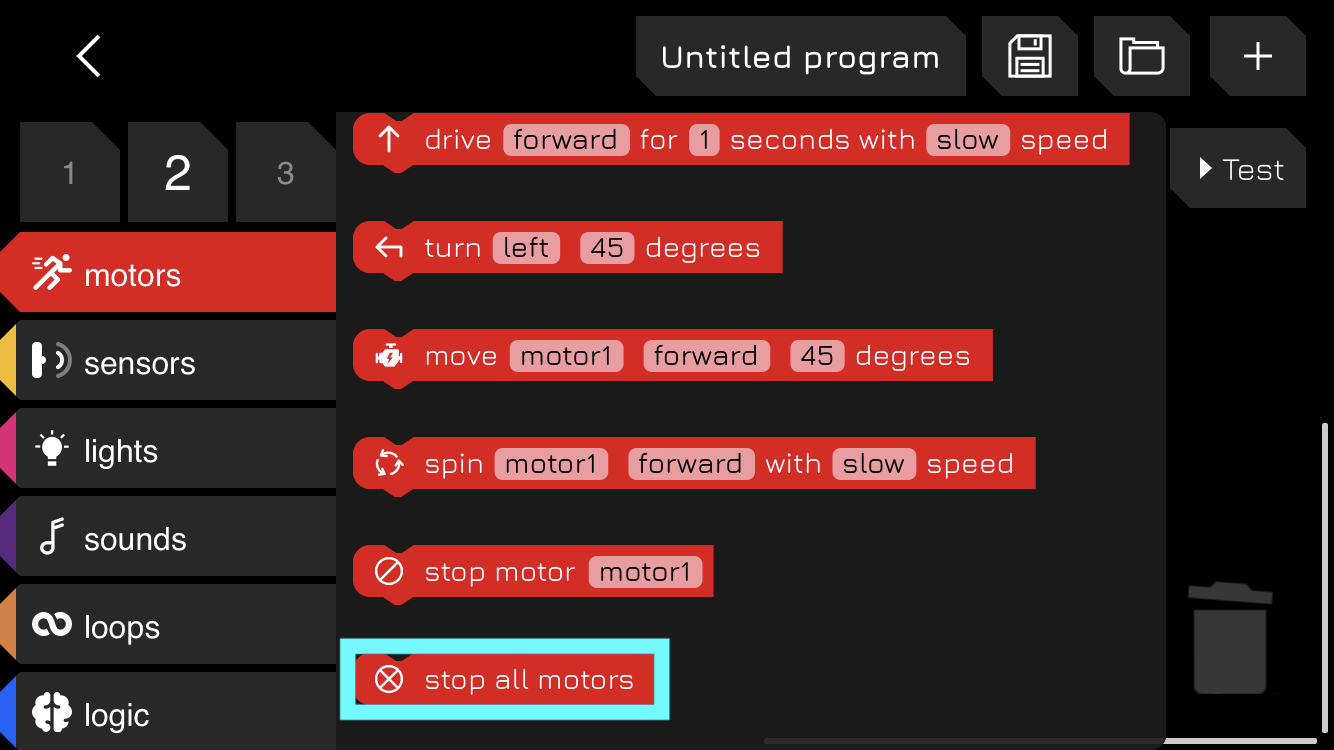 Untitled program
1 2 3
Test
motors
sensors
lights
sounds
loops
logic
drive forward for 1 seconds with slow speed
turn left 45 degrees
move motor1 forward 45 degrees
spin motor1 forward with slow speed
stop motor motor1
stop all motors